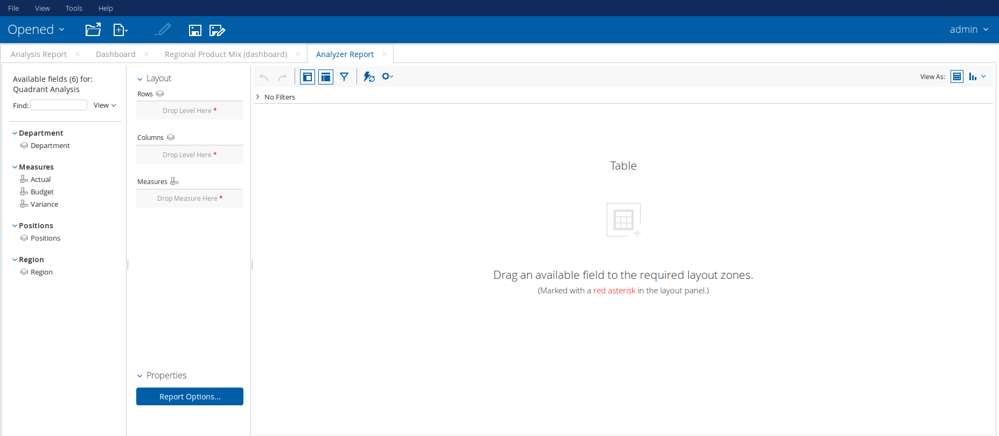 File View Tools Help
Opened
admin
Analysis Report Dashboard Regional Product Mix (dashboard) Analyzer Report
Available fields (6) for:
Quadrant Analysis
Find: View
Department
Department
Measures
Actual
Budget
Variance
Positions
Positions
Region
Region
Layout
Rows
Drop Level Here *
Columns
Drop Level Here *
Measures
Drop Measure Here *
Properties
Report Options...
View As:
No Filters
Table
Drag an available field to the required layout zones.
(Marked with a red asterisk in the layout panel.)